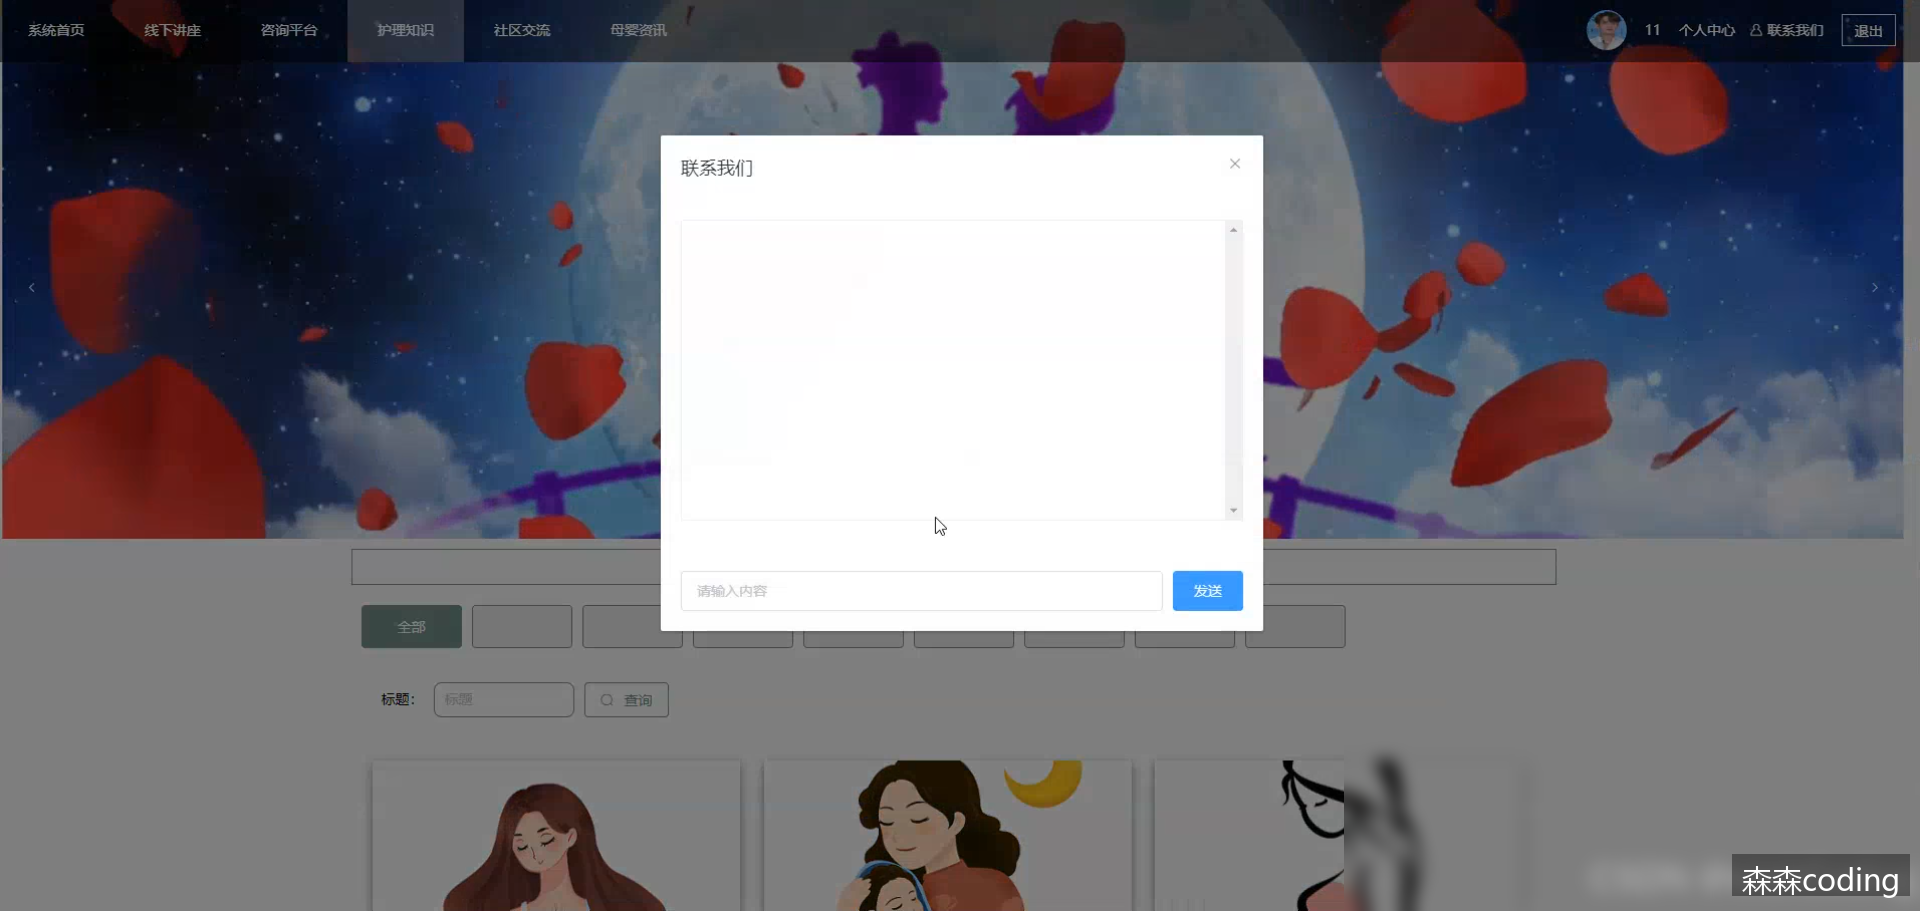 系统首页 线下讲座 咨询平台 护理知识 社区交流 母婴资讯 11 个人中心 联系我们 退出
联系我们
请输入内容 发送
全部
标题： 标题 查询
森森coding